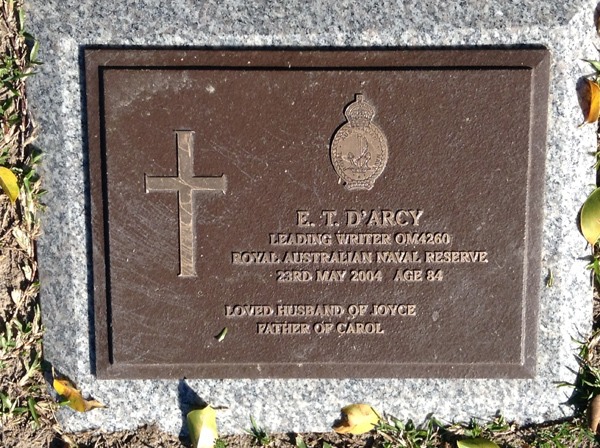 E. T. D'ARCY
LEADING WRITER OM4260
ROYAL AUSTRALIAN NAVAL RESERVE
23RD MAY 2004 AGE 84
LOVED HUSBAND OF JOYCE
FATHER OF CAROL